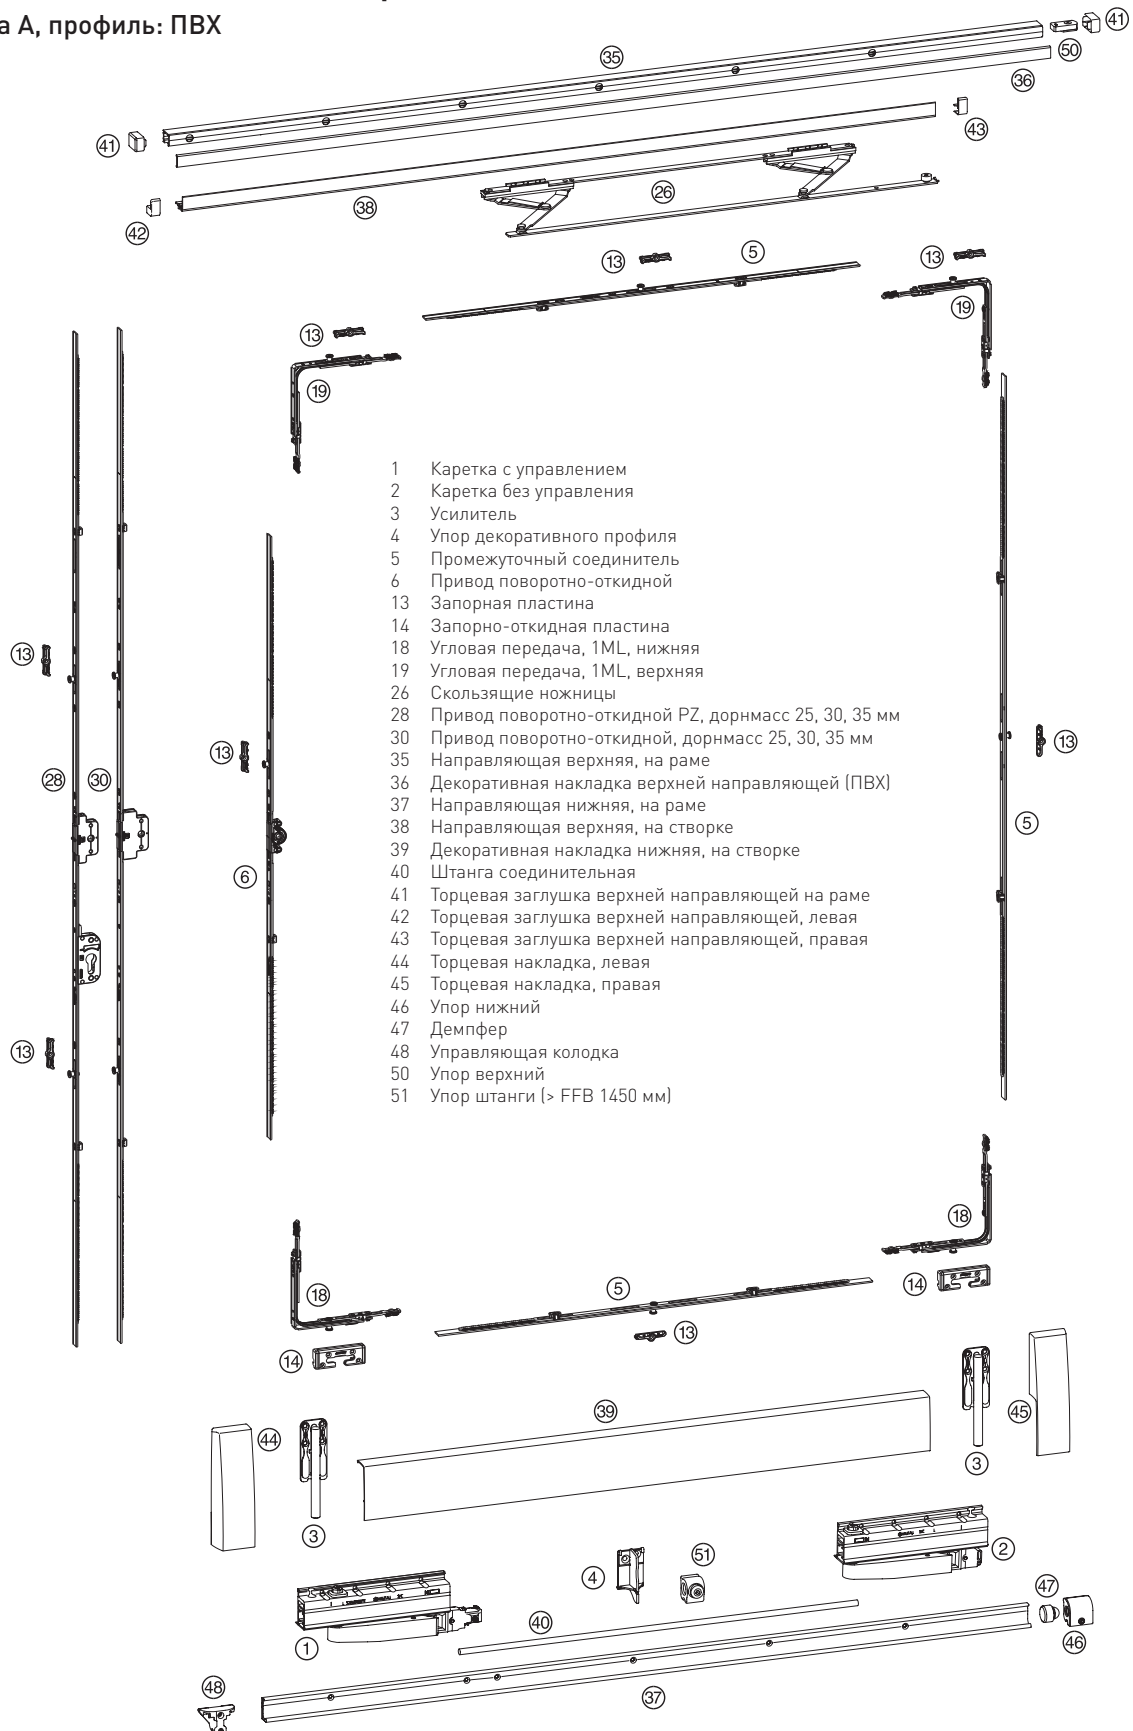 а А, профиль: ПВХ
41
50
35
36
41
43
38
26
42
13
5
13
13
19
19
1 Каретка с управлением
2 Каретка без управления
3 Усилитель
4 Упор декоративного профиля
5 Промежуточный соединитель
6 Привод поворотно-откидной
13 Запорная пластина
14 Запорно-откидная пластина
18 Угловая передача, 1ML, нижняя
19 Угловая передача, 1ML, верхняя
26 Скользящие ножницы
28 Привод поворотно-откидной PZ, дорнмасс 25, 30, 35 мм
30 Привод поворотно-откидной, дорнмасс 25, 30, 35 мм
35 Направляющая верхняя, на раме
36 Декоративная накладка верхней направляющей (ПВХ)
37 Направляющая нижняя, на раме
38 Направляющая верхняя, на створке
39 Декоративная накладка нижняя, на створке
40 Штанга соединительная
41 Торцевая заглушка верхней направляющей на раме
42 Торцевая заглушка верхней направляющей, левая
43 Торцевая заглушка верхней направляющей, правая
44 Торцевая накладка, левая
45 Торцевая накладка, правая
46 Упор нижний
47 Демпфер
48 Управляющая колодка
50 Упор верхний
51 Упор штанги (> FFB 1450 мм)
13
13
13
28
30
5
6
13
18
18
14
5
13
14
39
44
45
3
3
2
4
51
47
40
1
46
48
37